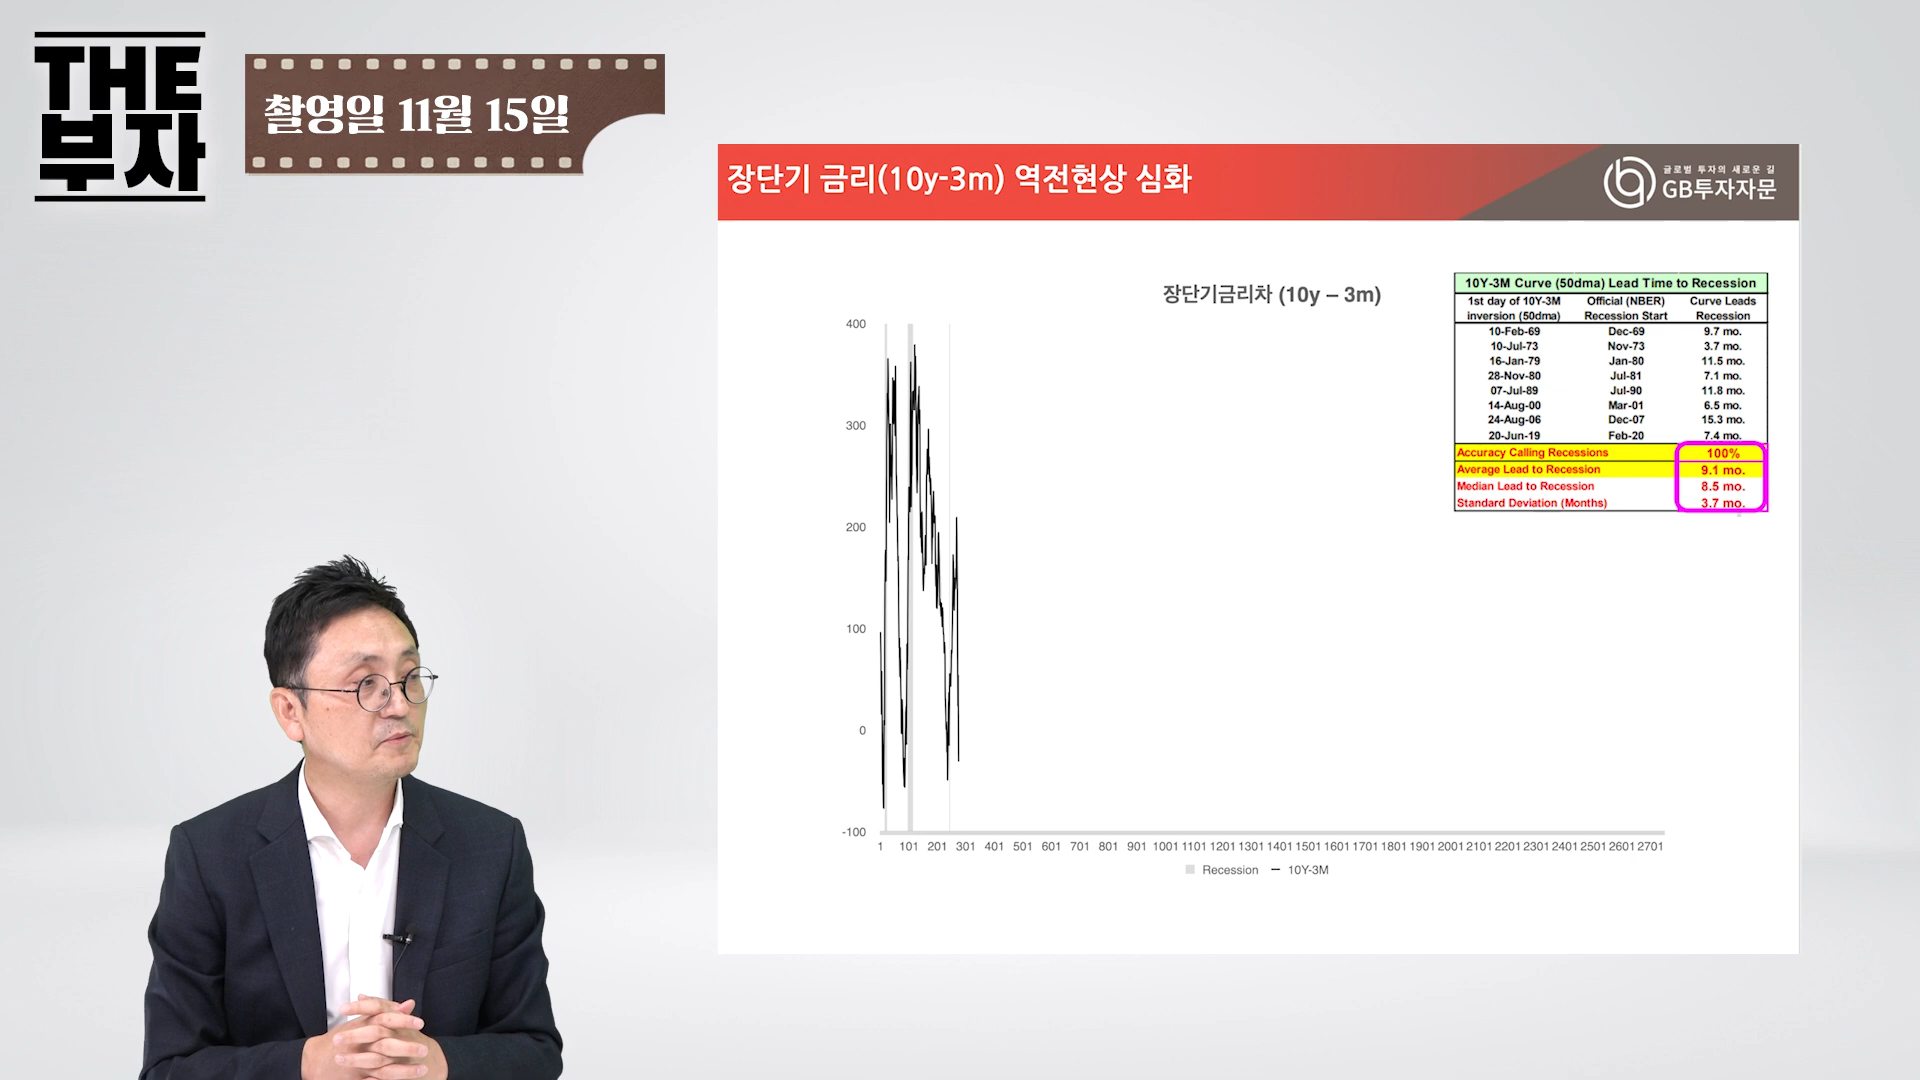 THE
부자
촬영일 11월 15일
장단기 금리(10y-3m) 역전현상 심화
글로벌 투자의 새로운 길
GB투자자문
장단기금리차 (10y – 3m)
400
300
200
100
0
-100
1 101 201 301 401 501 601 701 801 901 1001 1101 1201 1301 1401 1501 1601 1701 1801 1901 2001 2101 2201 2301 2401 2501 2601 2701
Recession 10Y-3M
10Y-3M Curve (50dma) Lead Time to Recession
1st day of 10Y-3M Official (NBER) Curve Leads
inversion (50dma) Recession Start Recession
10-Feb-69 Dec-69 9.7 mo.
10-Jul-73 Nov-73 3.7 mo.
16-Jan-79 Jan-80 11.5 mo.
28-Nov-80 Jul-81 7.1 mo.
07-Jul-89 Jul-90 11.8 mo.
14-Aug-00 Mar-01 6.5 mo.
24-Aug-06 Dec-07 15.3 mo.
20-Jun-19 Feb-20 7.4 mo.
Accuracy Calling Recessions 100%
Average Lead to Recession 9.1 mo.
Median Lead to Recession 8.5 mo.
Standard Deviation (Months) 3.7 mo.